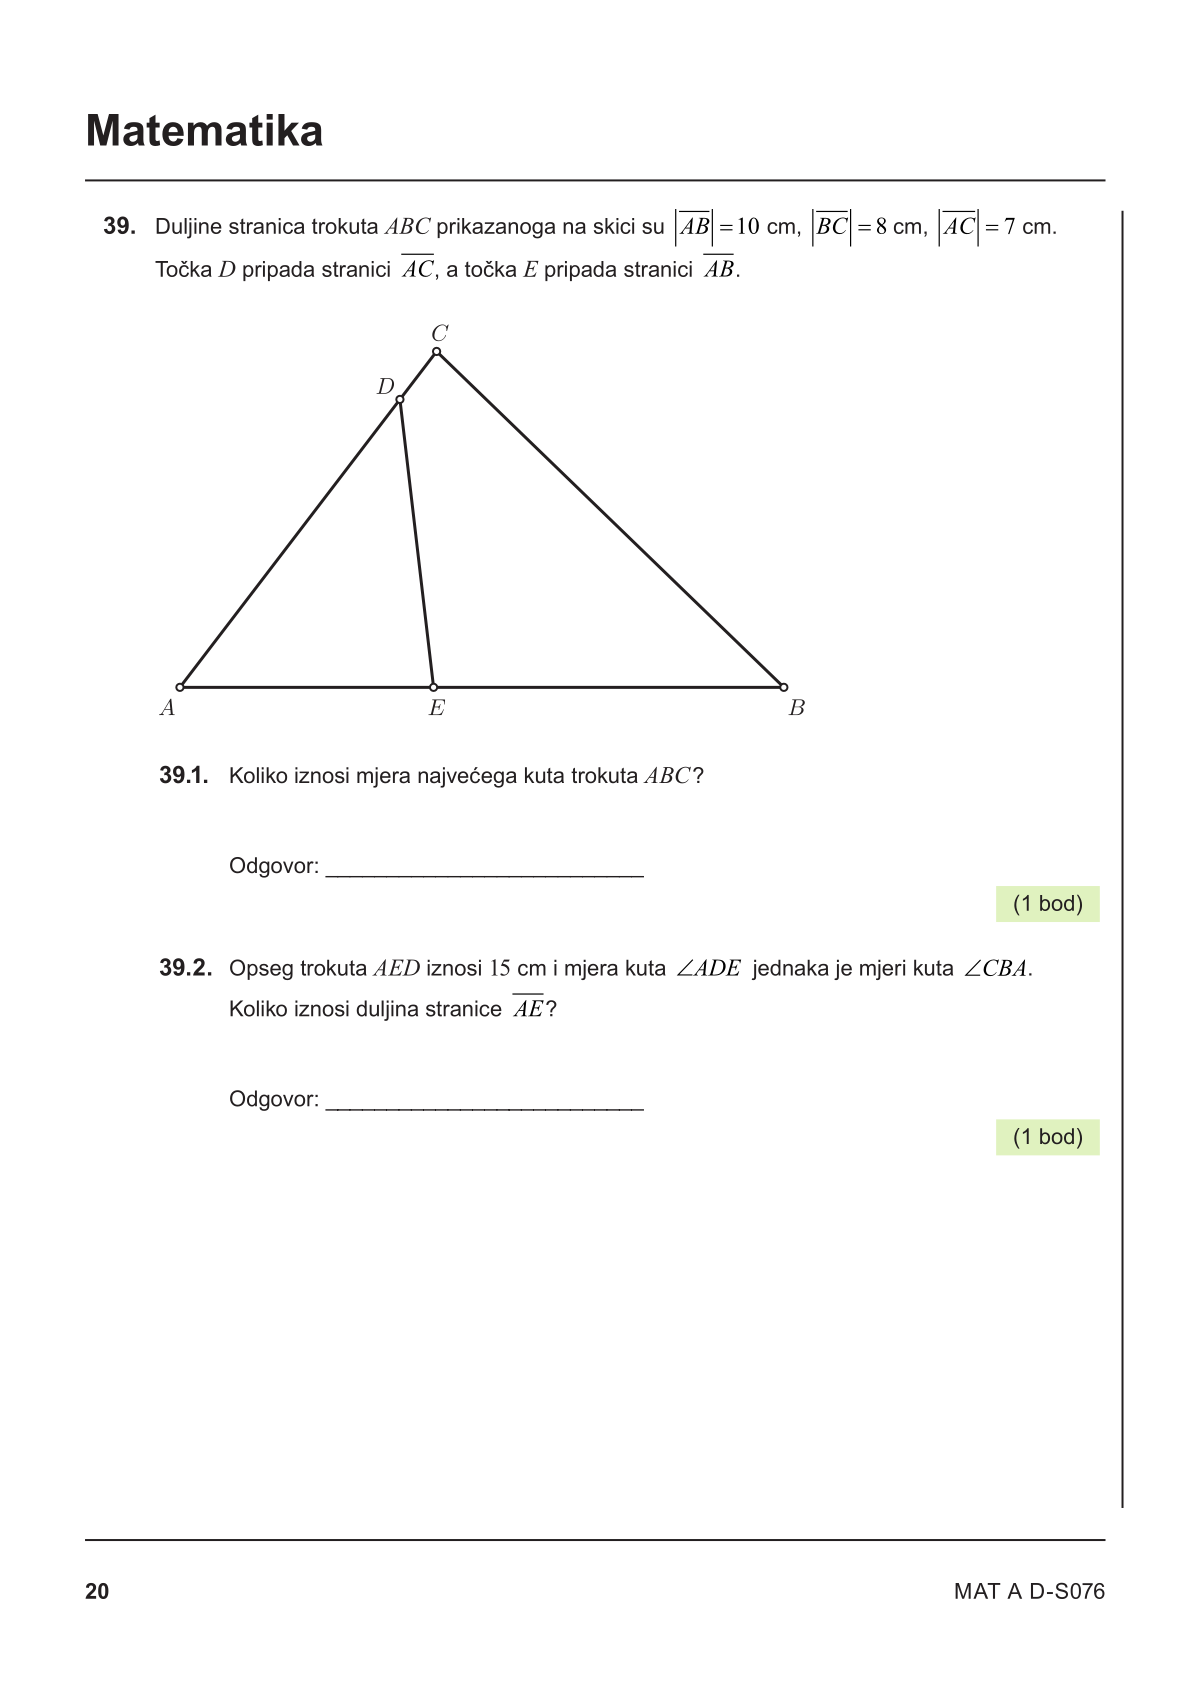 Matematika
39. Duljine stranica trokuta ABC prikazanoga na skici su |AB| = 10 cm, |BC| = 8 cm, |AC| = 7 cm.
Točka D pripada stranici AC, a točka E pripada stranici AB.
C
D
A E B
39.1. Koliko iznosi mjera najvećega kuta trokuta ABC?
Odgovor: __________________________
(1 bod)
39.2. Opseg trokuta AED iznosi 15 cm i mjera kuta ∠ADE jednaka je mjeri kuta ∠CBA.
Koliko iznosi duljina stranice AE?
Odgovor: __________________________
(1 bod)
20 MAT A D-S076